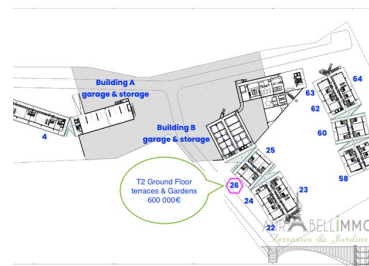 Building A
garage & storage
64
63
62
Building B
garage & storage
60
4
25
58
T2 Ground Floor
terraces & Gardens
600 000€
26
23
24
22
BELLIMMO
Terrasses & Jardins